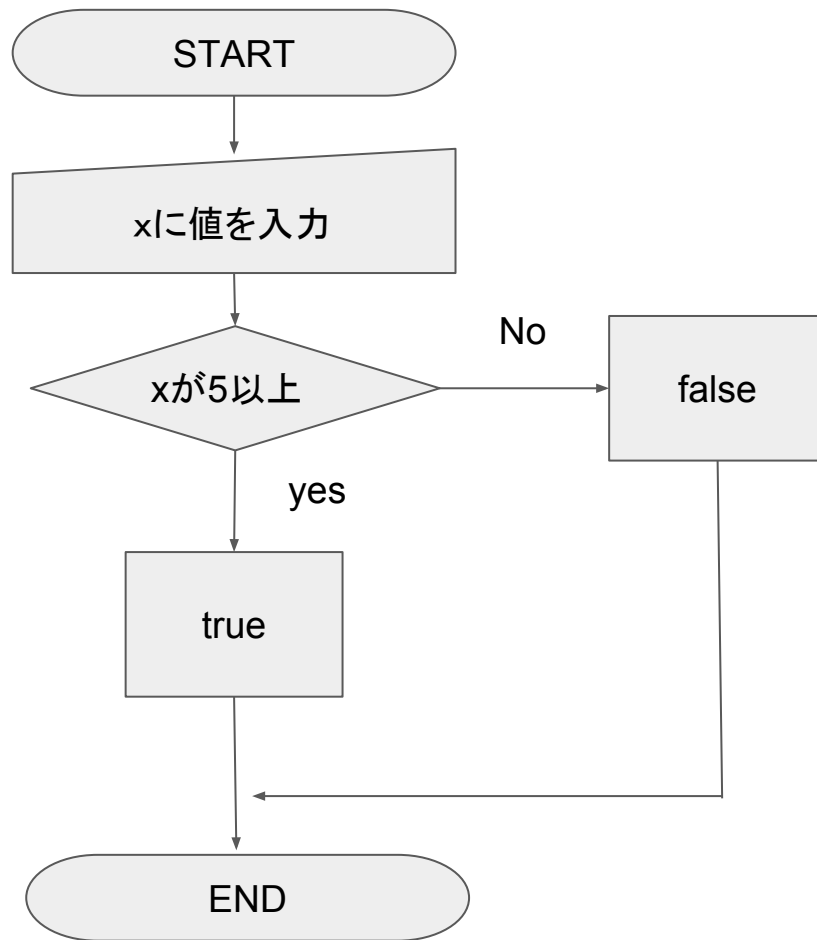 START
xに値を入力
xが5以上
No
false
yes
true
END